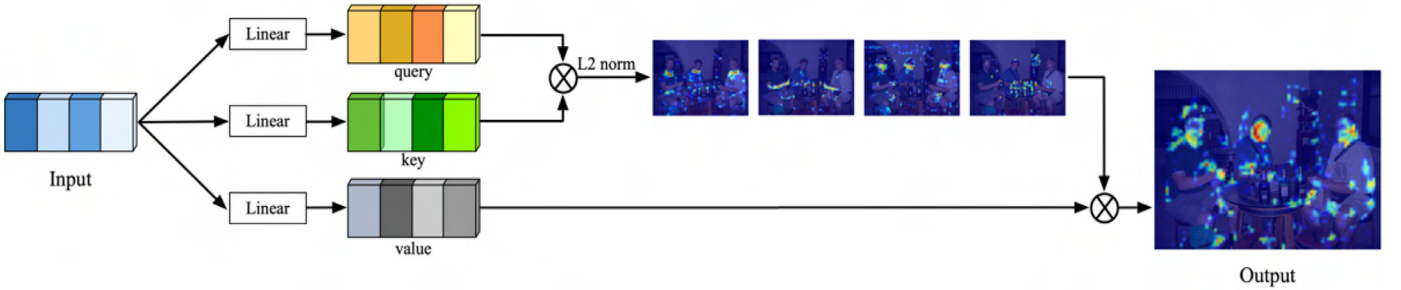 Linear
query
L2 norm
Linear
key
Input
Linear
value
Output